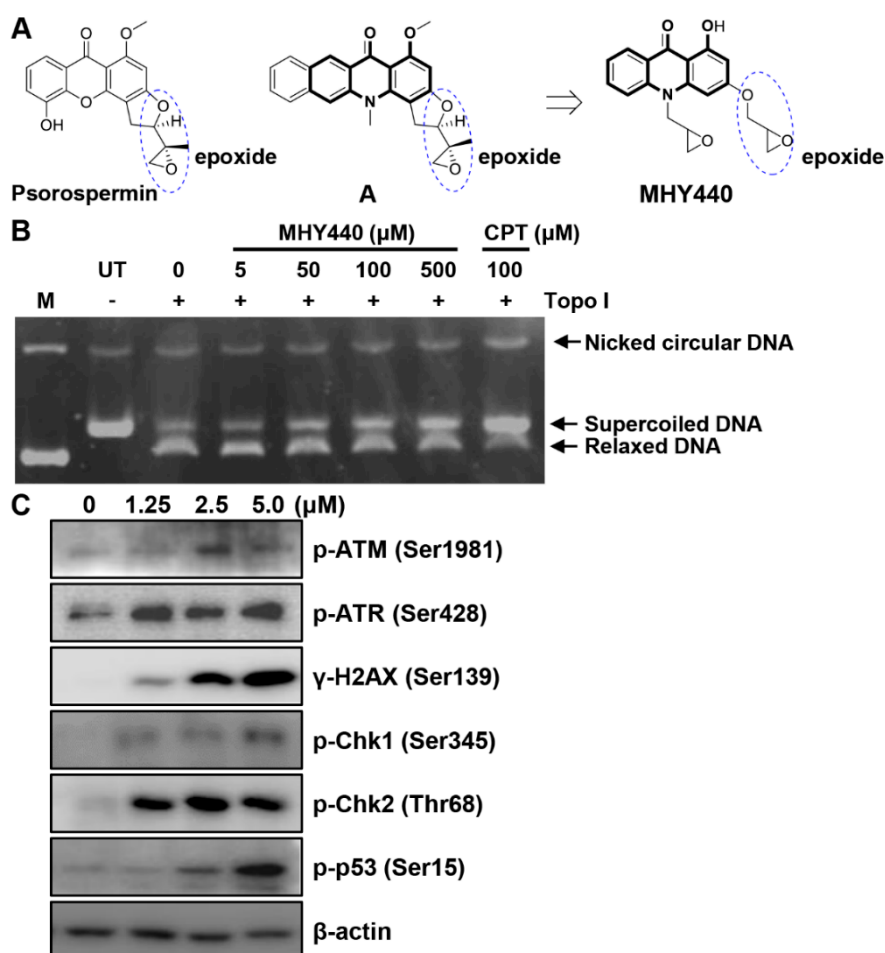 A
O
O
O
OH
O
O
H
O
Psorospermin
epoxide
O
O
N
O
H
O
A
epoxide
O
OH
N
O
O
O
MHY440
epoxide
B
MHY440 (μM)
CPT (μM)
UT
0
5
50
100
500
100
M
-
+
+
+
+
+
+
Topo I
Nicked circular DNA
Supercoiled DNA
Relaxed DNA
C
0 1.25 2.5 5.0 (μM)
p-ATM (Ser1981)
p-ATR (Ser428)
γ-H2AX (Ser139)
p-Chk1 (Ser345)
p-Chk2 (Thr68)
p-p53 (Ser15)
β-actin